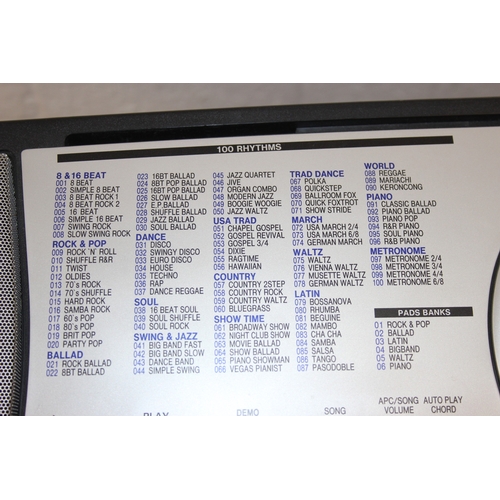 100 RHYTHMS
8 & 16 BEAT
001 8 BEAT
002 SIMPLE 8 BEAT
003 8 BEAT ROCK 1
004 8 BEAT ROCK 2
005 16 BEAT
006 SIMPLE 16 BEAT
007 SWING ROCK
008 SLOW SWING ROCK
ROCK & POP
009 ROCK 'N' ROLL
010 SHUFFLE R&R
011 TWIST
012 OLDIES
013 70's ROCK
014 70's SHUFFLE
015 HARD ROCK
016 SAMBA ROCK
017 60's POP
018 80's POP
019 BRIT POP
020 PARTY POP
BALLAD
021 ROCK BALLAD
022 8BT BALLAD
023 16BT BALLAD
024 8BT POP BALLAD
025 16BT POP BALLAD
026 SLOW BALLAD
027 E.P BALLAD
028 SHUFFLE BALLAD
029 JAZZ BALLAD
030 SOUL BALLAD
DANCE
031 DISCO
032 SWINGY DISCO
033 EURO DISCO
034 HOUSE
035 TECHNO
036 RAP
037 DANCE REGGAE
SOUL
038 16 BEAT SOUL
039 SOUL SHUFFLE
040 SOUL ROCK
SWING & JAZZ
041 BIG BAND FAST
042 BIG BAND SLOW
043 DANCE BAND
044 SIMPLE SWING
045 JAZZ QUARTET
046 JIVE
047 ORGAN COMBO
048 MODERN JAZZ
049 BOOGIE WOOGIE
050 JAZZ WALTZ
USA TRAD
051 CHAPEL GOSPEL
052 GOSPEL REVIVAL
053 GOSPEL 3/4
054 DIXIE
055 RAGTIME
056 HAWAIIAN
COUNTRY
057 COUNTRY 2STEP
058 COUNTRY ROCK
059 COUNTRY WALTZ
060 BLUEGRASS
SHOW TIME
061 BROADWAY SHOW
062 NIGHT CLUB SHOW
063 MOVIE BALLAD
064 SHOW BALLAD
065 PIANO SHOWMAN
066 VEGAS PIANIST
TRAD DANCE
067 POLKA
068 QUICKSTEP
069 BALLROOM FOX
070 QUICK FOXTROT
071 SHOW STRIDE
MARCH
072 USA MARCH 2/4
073 USA MARCH 6/8
074 GERMAN MARCH
WALTZ
075 WALTZ
076 VIENNA WALTZ
077 MUSETTE WALTZ
078 GERMAN WALTZ
LATIN
079 BOSSANOVA
080 RHUMBA
081 BEGUINE
082 MAMBO
083 CHA CHA
084 SAMBA
085 SALSA
086 TANGO
087 PASODOBLE
WORLD
088 REGGAE
089 MARIACHI
090 KERONCONG
PIANO
091 CLASSIC BALLAD
092 PIANO BALLAD
093 PIANO POP
094 R&R PIANO
095 SOUL PIANO
096 R&B PIANO
METRONOME
097 METRONOME 2/4
098 METRONOME 3/4
099 METRONOME 4/4
100 METRONOME 6/8
PADS BANKS
01 ROCK & POP
02 BALLAD
03 LATIN
04 BIGBAND
05 WALTZ
06 PIANO
PLAY
DEMO
SONG
APC/SONG VOLUME
AUTO PLAY CHORD